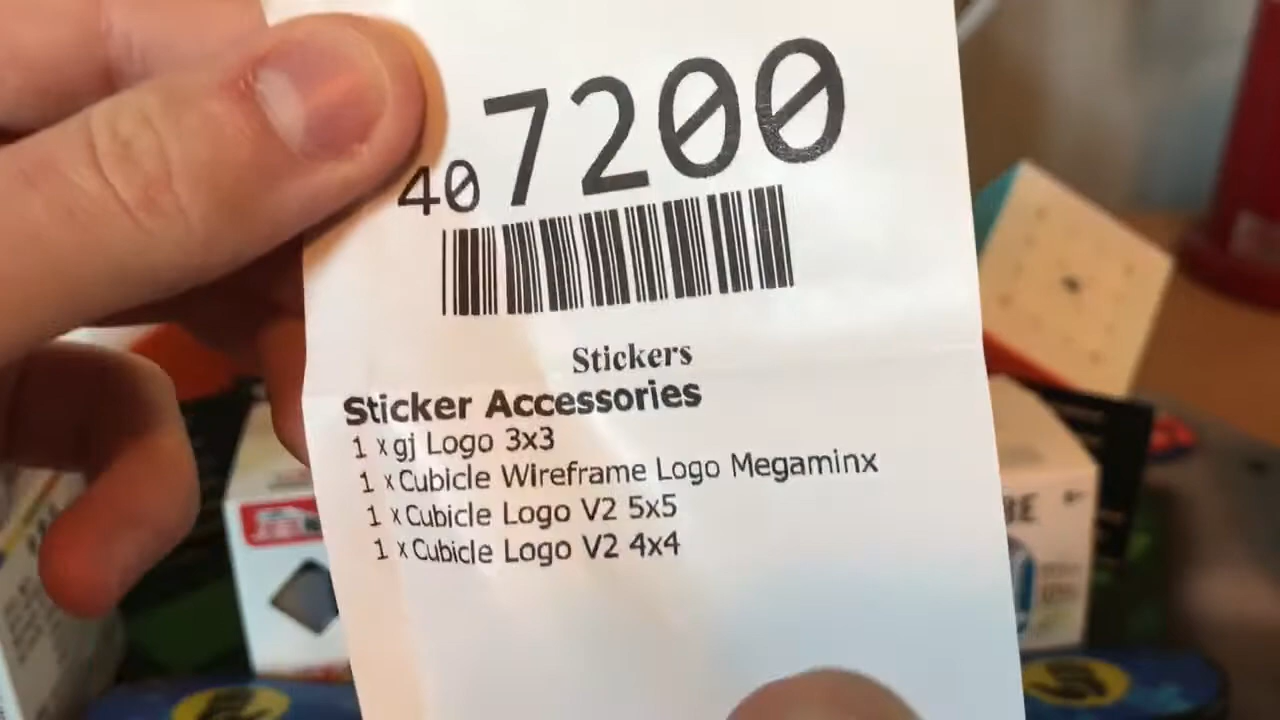 407200
Stickers
Sticker Accessories
1 x gj Logo 3x3
1 x Cubicle Wireframe Logo Megaminx
1 x Cubicle Logo V2 5x5
1 x Cubicle Logo V2 4x4